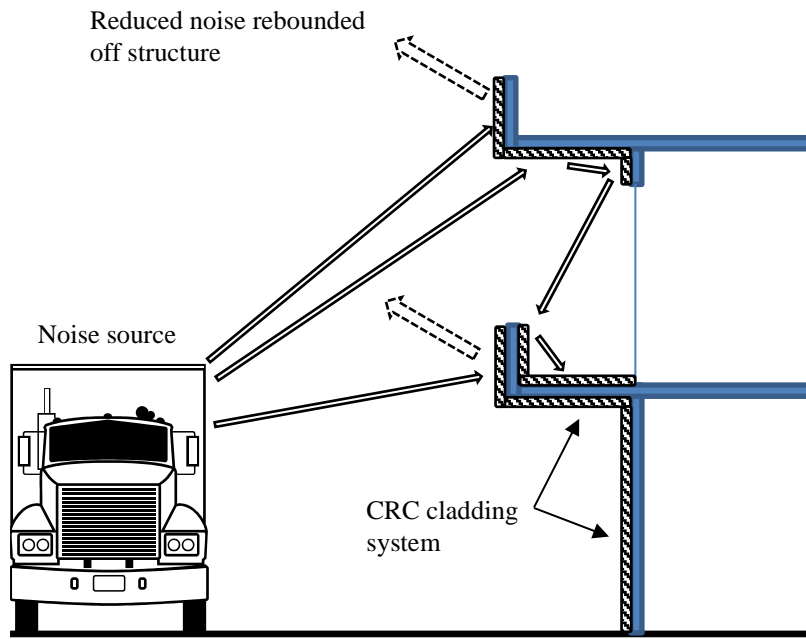 Reduced noise rebounded
off structure
Noise source
CRC cladding
system